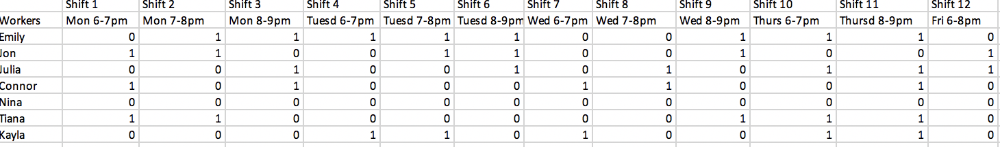 Shift 1 Shift 2 Shift 3 Shift 4 Shift 5 Shift 6 Shift 7 Shift 8 Shift 9 Shift 10 Shift 11 Shift 12
Workers Mon 6-7pm Mon 7-8pm Mon 8-9pm Tuesd 6-7pm Tuesd 7-8pm Tuesd 8-9pm Wed 6-7pm Wed 7-8pm Wed 8-9pm Thurs 6-7pm Thursd 8-9pm Fri 6-8pm
Emily 0 1 1 1 1 1 0 0 1 1 1 0
Jon 1 1 0 0 1 1 0 0 1 0 0 1
Julia 0 0 1 0 0 1 0 1 0 1 1 1
Connor 1 0 1 0 0 0 1 1 0 0 1 0
Nina 0 0 0 0 0 0 0 0 0 0 0 0
Tiana 1 1 0 0 0 0 0 0 1 1 1 0
Kayla 0 0 0 1 1 0 1 0 0 1 1 0